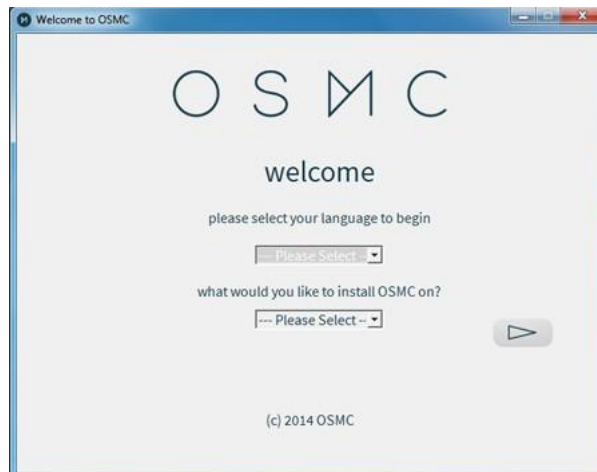 Welcome to OSMC
OSMC
welcome
please select your language to begin
--- Please Select --
what would you like to install OSMC on?
--- Please Select --
(c) 2014 OSMC